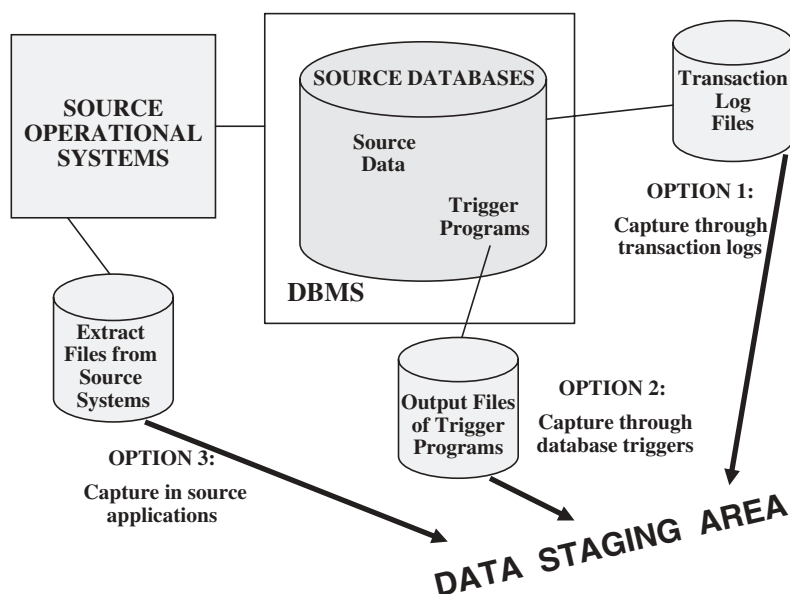 SOURCE
OPERATIONAL
SYSTEMS
SOURCE DATABASES
Source
Data
Trigger
Programs
DBMS
Transaction
Log
Files
OPTION 1:
Capture through
transaction logs
Extract
Files from
Source
Systems
Output Files
of Trigger
Programs
OPTION 2:
Capture through
database triggers
OPTION 3:
Capture in source
applications
DATA STAGING AREA